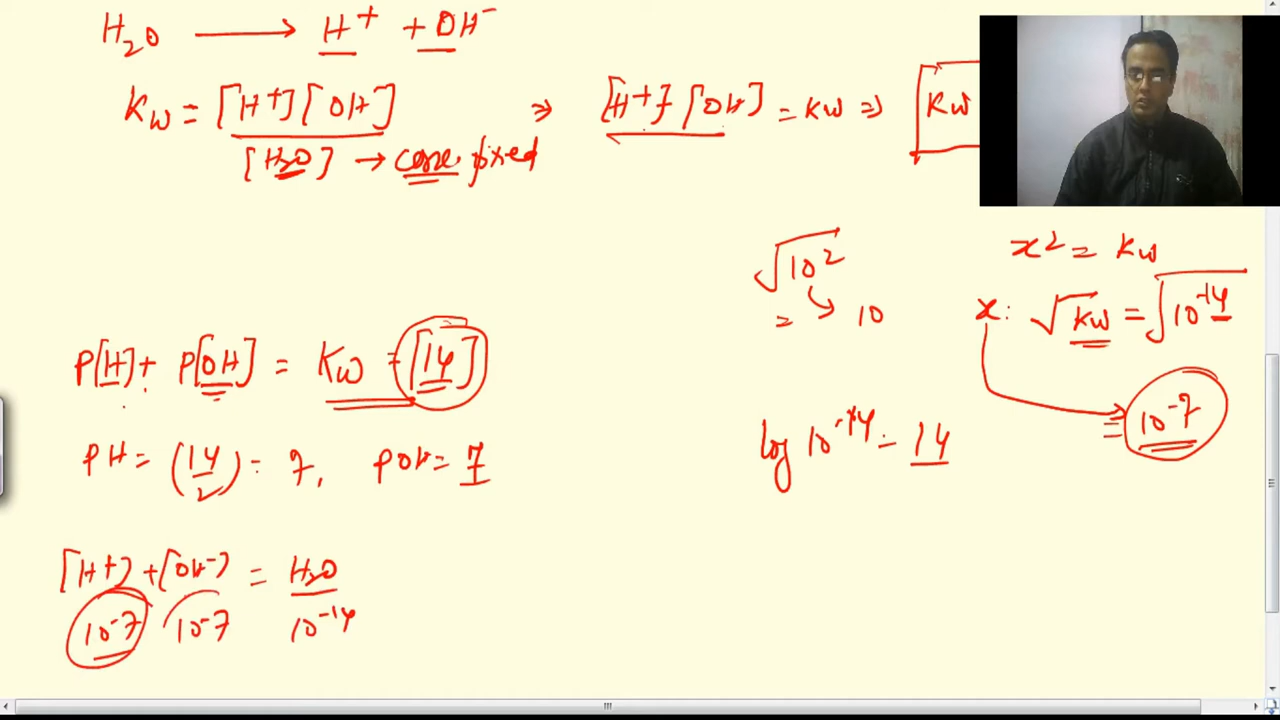 H₂O ⟶ H⁺ + OH⁻
Kw = [H⁺] [OH] ⇒ [H⁺] [OH] = Kw ⇒ Kw
[H₂O] → conc. fixed
√10² = 10
x² = Kw
x: √Kw = √10⁻¹⁴
10⁻⁷
P[H] + P[OH] = Kw = [14]
PH = (14/2) = 7, POH = 7
log 10⁻¹⁴ = 14
[H⁺] + [OH⁻] = H₂O
10⁻⁷ 10⁻⁷ 10⁻¹⁴